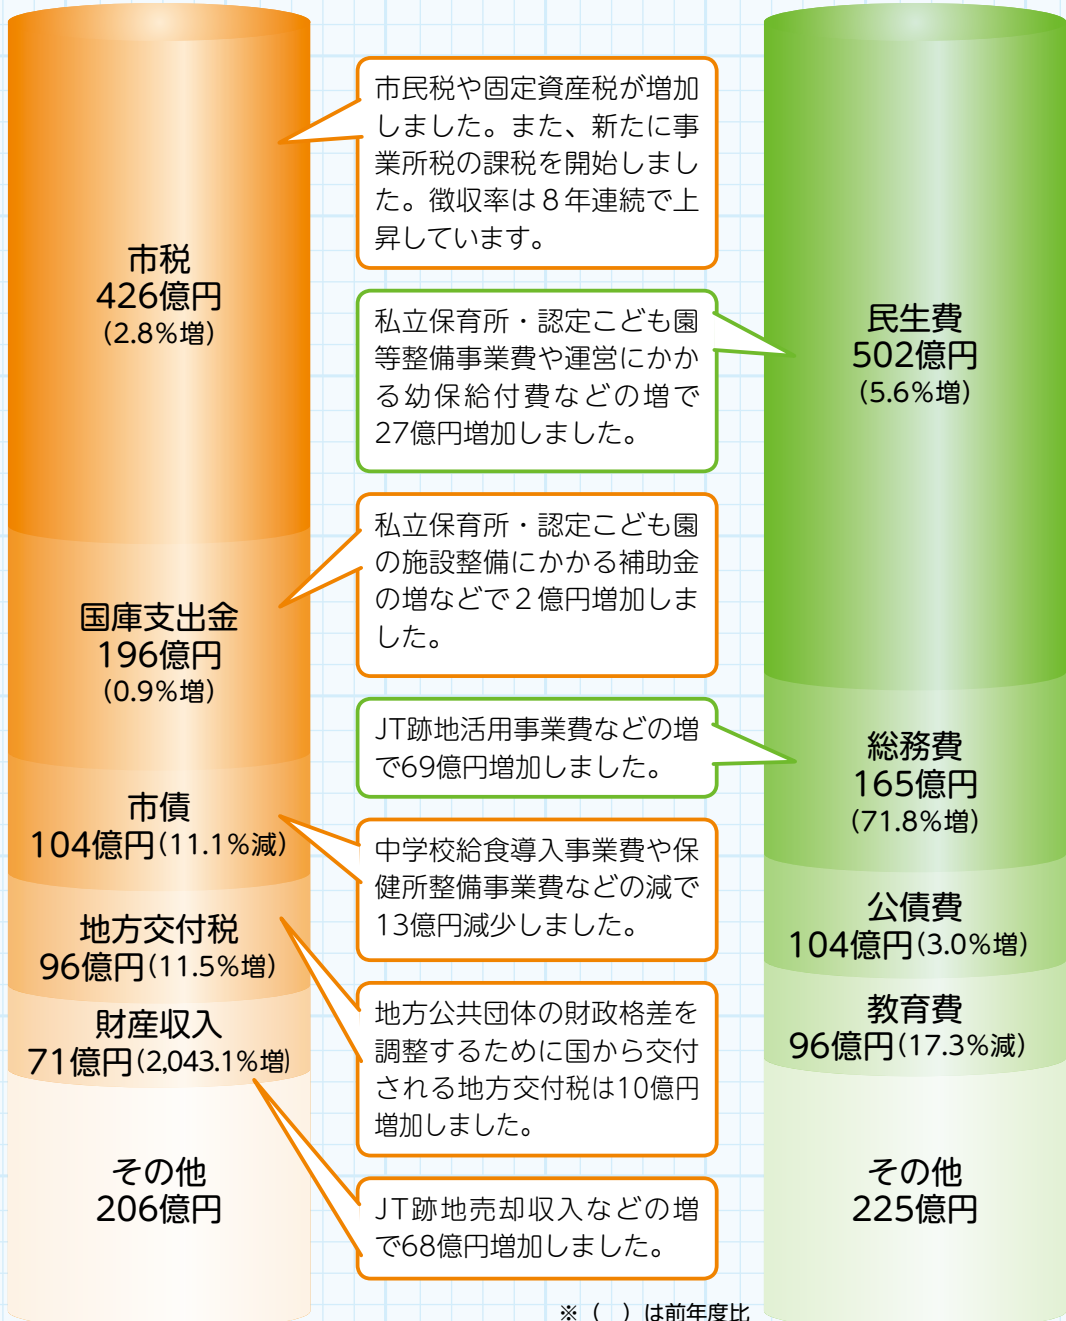 市税
426億円
(2.8%増)
国庫支出金
196億円
(0.9%増)
市債
104億円(11.1%減)
地方交付税
96億円(11.5%増)
財産収入
71億円(2,043.1%増)
その他
206億円
市民税や固定資産税が増加
しました。また、新たに事
業所税の課税を開始しまし
た。徴収率は８年連続で上
昇しています。
私立保育所・認定こども園
等整備事業費や運営にかか
る幼保給付費などの増で
27億円増加しました。
私立保育所・認定こども園
の施設整備にかかる補助金
の増などで２億円増加しま
した。
JT跡地活用事業費などの増
で69億円増加しました。
中学校給食導入事業費や保
健所整備事業費などの減で
13億円減少しました。
地方公共団体の財政格差を
調整するために国から交付
される地方交付税は10億円
増加しました。
JT跡地売却収入などの増
で68億円増加しました。
民生費
502億円
(5.6%増)
総務費
165億円
(71.8%増)
公債費
104億円(3.0%増)
教育費
96億円(17.3%減)
その他
225億円
※（　）は前年度比